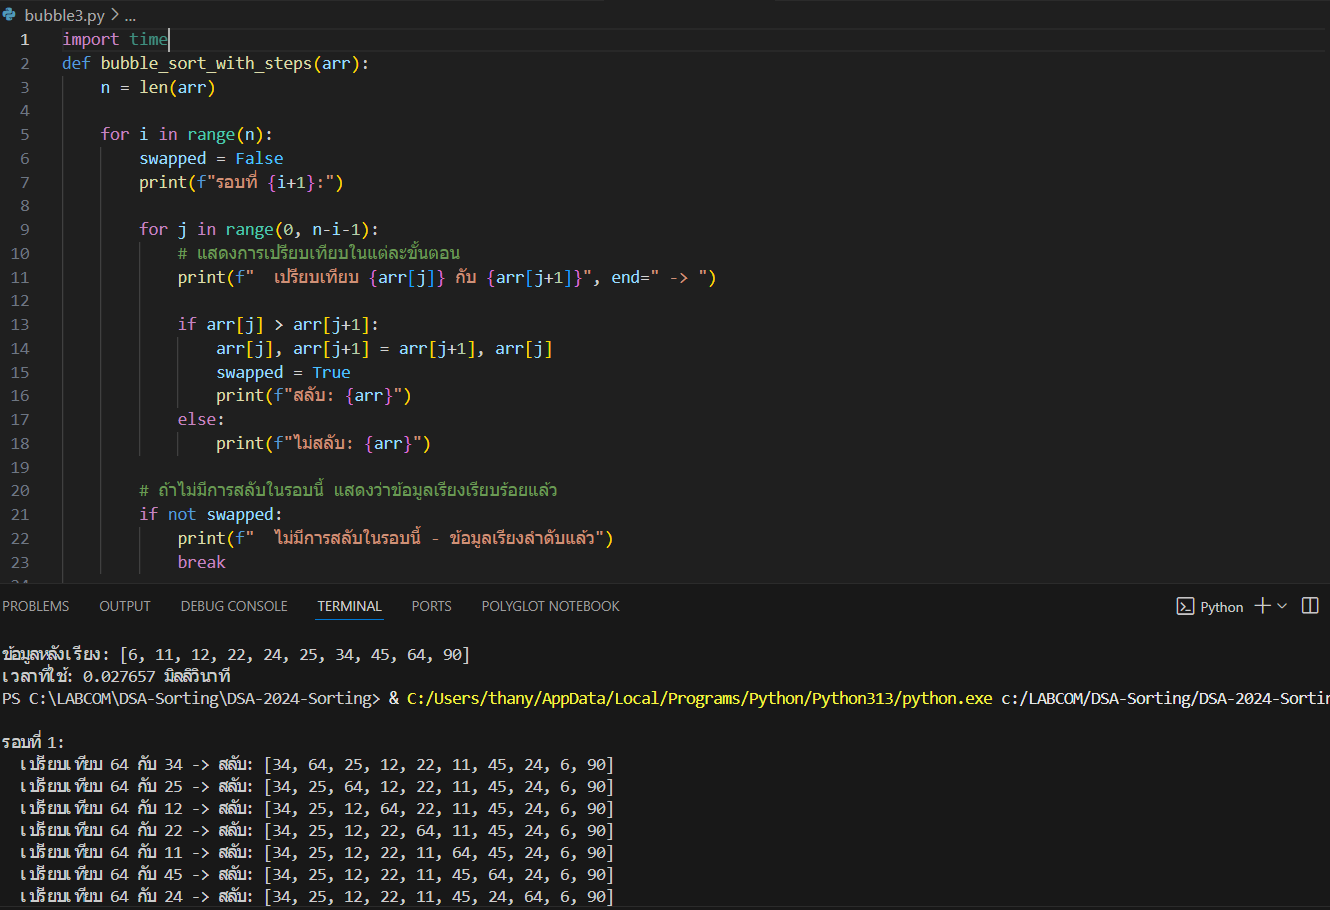 bubble3.py > ...
1 import time
2 def bubble_sort_with_steps(arr):
3     n = len(arr)
4
5     for i in range(n):
6         swapped = False
7         print(f"รอบที่ {i+1}:")
8
9         for j in range(0, n-i-1):
10             # แสดงการเปรียบเทียบในแต่ละขั้นตอน
11             print(f"  เปรียบเทียบ {arr[j]} กับ {arr[j+1]}", end=" -> ")
12
13             if arr[j] > arr[j+1]:
14                 arr[j], arr[j+1] = arr[j+1], arr[j]
15                 swapped = True
16                 print(f"สลับ: {arr}")
17             else:
18                 print(f"ไม่สลับ: {arr}")
19
20         # ถ้าไม่มีการสลับในรอบนี้ แสดงว่าข้อมูลเรียงเรียบร้อยแล้ว
21         if not swapped:
22             print(f"  ไม่มีการสลับในรอบนี้ - ข้อมูลเรียงลำดับแล้ว")
23             break
PROBLEMS OUTPUT DEBUG CONSOLE TERMINAL PORTS POLYGLOT NOTEBOOK Python
ข้อมูลหลังเรียง: [6, 11, 12, 22, 24, 25, 34, 45, 64, 90]
เวลาที่ใช้: 0.027657 มิลลิวินาที
PS C:\LABCOM\DSA-Sorting\DSA-2024-Sorting> & C:/Users/thany/AppData/Local/Programs/Python/Python313/python.exe c:/LABCOM/DSA-Sorting/DSA-2024-Sortin
รอบที่ 1:
  เปรียบเทียบ 64 กับ 34 -> สลับ: [34, 64, 25, 12, 22, 11, 45, 24, 6, 90]
  เปรียบเทียบ 64 กับ 25 -> สลับ: [34, 25, 64, 12, 22, 11, 45, 24, 6, 90]
  เปรียบเทียบ 64 กับ 12 -> สลับ: [34, 25, 12, 64, 22, 11, 45, 24, 6, 90]
  เปรียบเทียบ 64 กับ 22 -> สลับ: [34, 25, 12, 22, 64, 11, 45, 24, 6, 90]
  เปรียบเทียบ 64 กับ 11 -> สลับ: [34, 25, 12, 22, 11, 64, 45, 24, 6, 90]
  เปรียบเทียบ 64 กับ 45 -> สลับ: [34, 25, 12, 22, 11, 45, 64, 24, 6, 90]
  เปรียบเทียบ 64 กับ 24 -> สลับ: [34, 25, 12, 22, 11, 45, 24, 64, 6, 90]